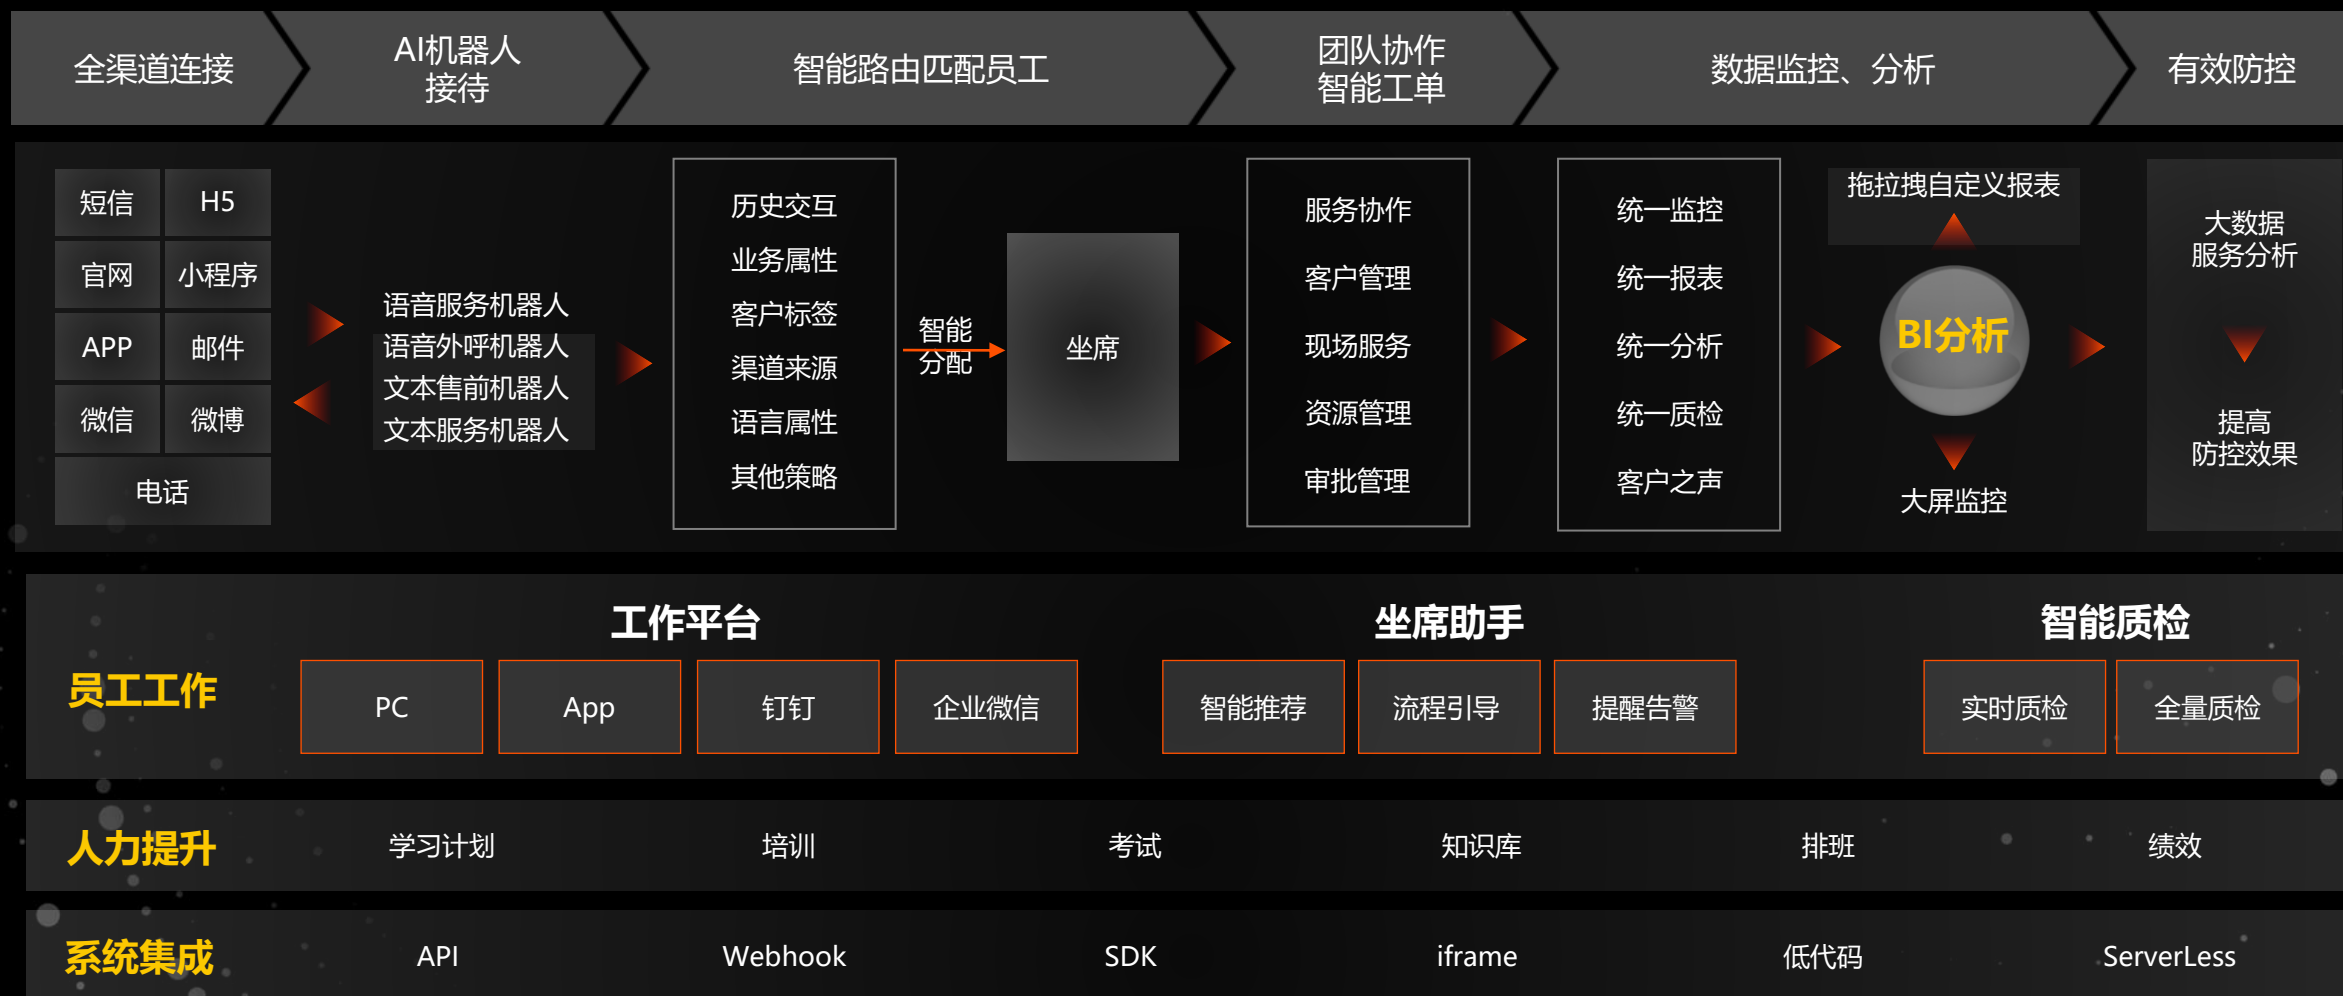 全渠道连接
AI机器人
接待
智能路由匹配员工
团队协作
智能工单
数据监控、分析
有效防控
短信
H5
官网
小程序
APP
邮件
微信
微博
电话
语音服务机器人
语音外呼机器人
文本售前机器人
文本服务机器人
历史交互
业务属性
客户标签
渠道来源
语言属性
其他策略
智能
分配
坐席
服务协作
客户管理
现场服务
资源管理
审批管理
统一监控
统一报表
统一分析
统一质检
客户之声
拖拉拽自定义报表
BI分析
大屏监控
大数据
服务分析
提高
防控效果
员工工作
工作平台
PC
App
钉钉
企业微信
坐席助手
智能推荐
流程引导
提醒告警
智能质检
实时质检
全量质检
人力提升
学习计划
培训
考试
知识库
排班
绩效
系统集成
API
Webhook
SDK
iframe
低代码
ServerLess